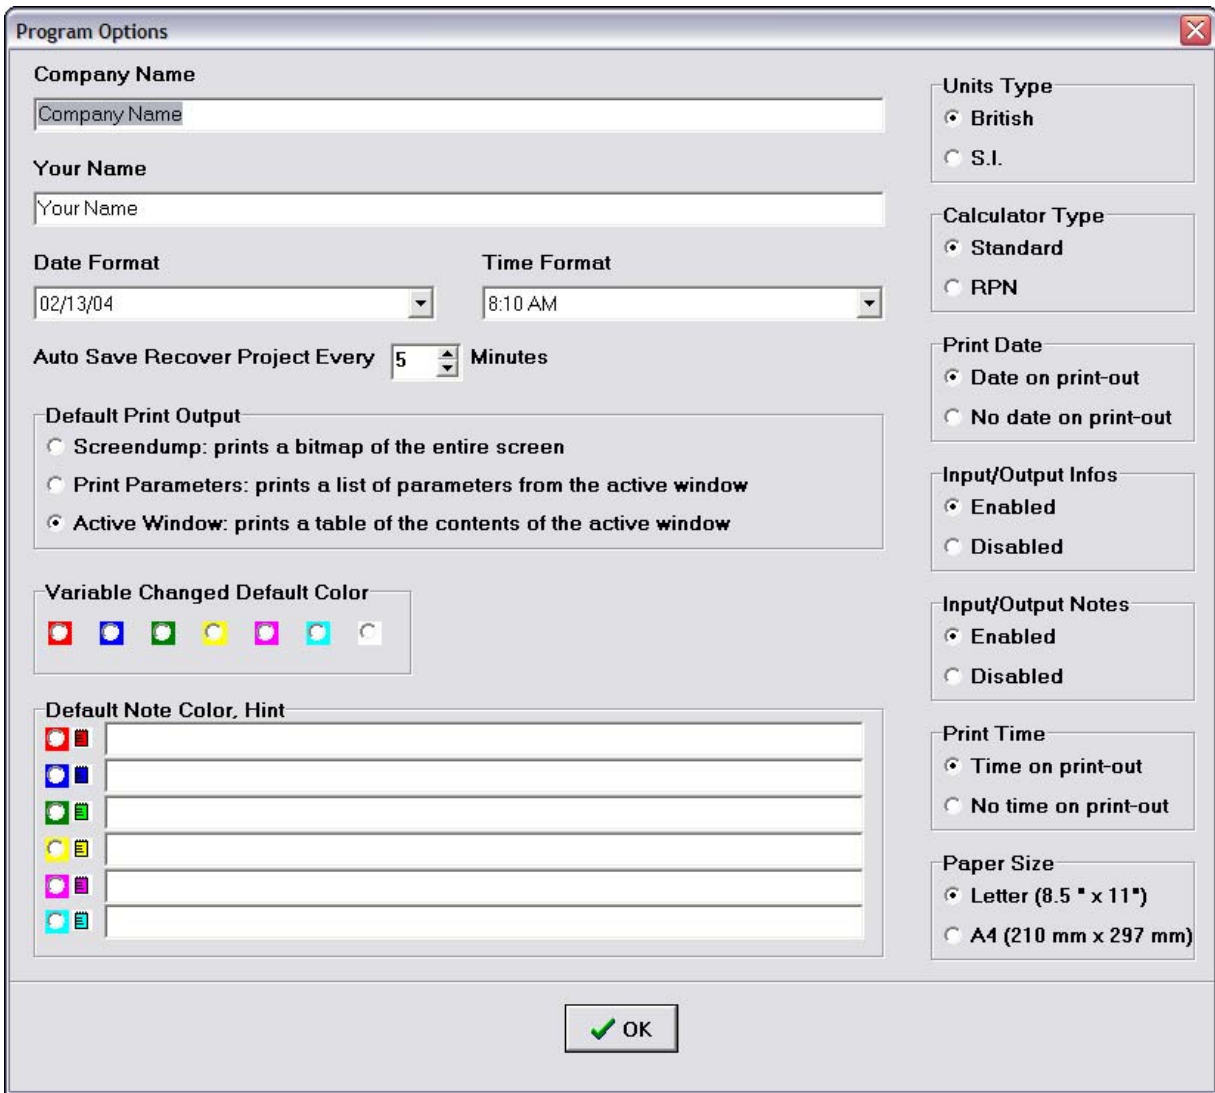 Program Options
Company Name
Company Name
Your Name
Your Name
Date Format
Time Format
02/13/04
8:10 AM
Auto Save Recover Project Every 5 Minutes
Default Print Output
Screendump: prints a bitmap of the entire screen
Print Parameters: prints a list of parameters from the active window
Active Window: prints a table of the contents of the active window
Variable Changed Default Color
Default Note Color, Hint
Units Type
British
S.I.
Calculator Type
Standard
RPN
Print Date
Date on print-out
No date on print-out
Input/Output Infos
Enabled
Disabled
Input/Output Notes
Enabled
Disabled
Print Time
Time on print-out
No time on print-out
Paper Size
Letter (8.5 " x 11")
A4 (210 mm x 297 mm)
OK